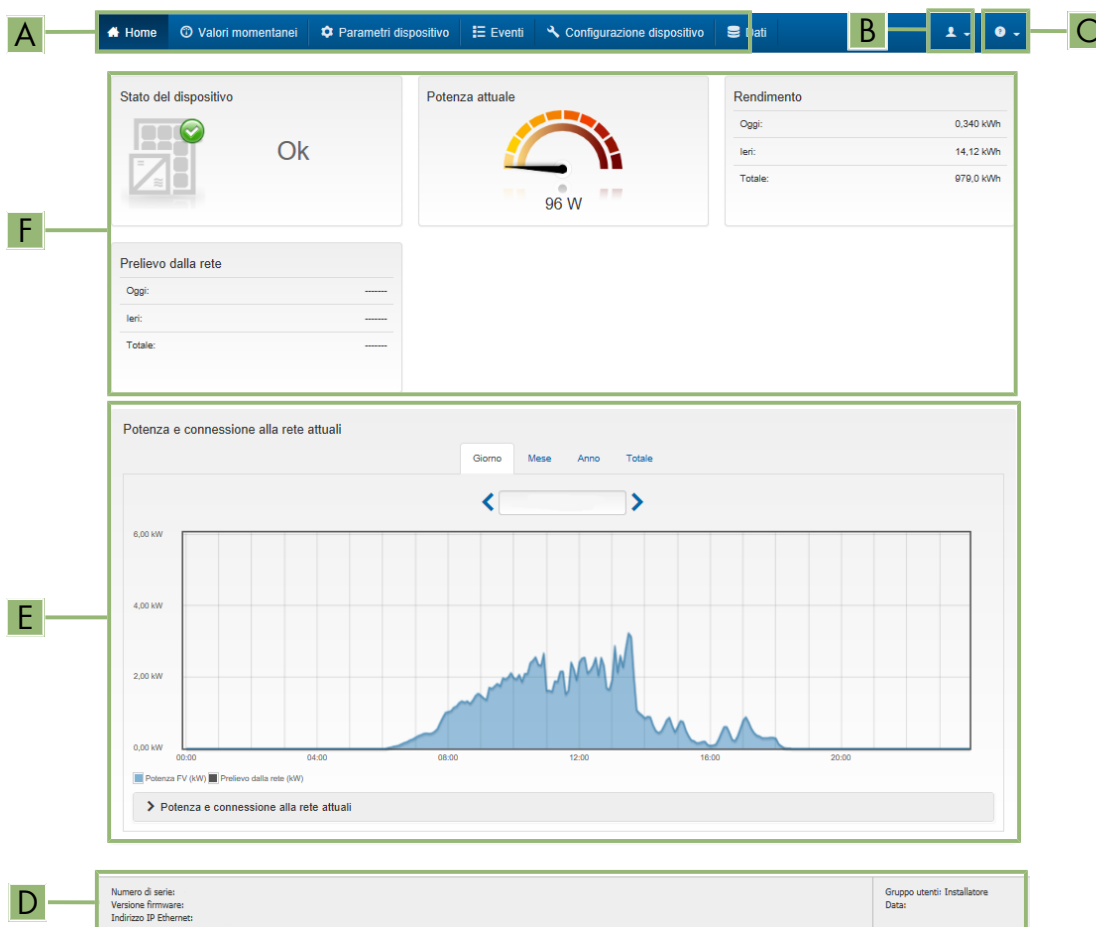 A
Home Valori momentanei Parametri dispositivo Eventi Configurazione dispositivo Dati
B
C
F
Stato del dispositivo
Ok
Potenza attuale
96 W
Rendimento
Oggi: 0,340 kWh
Ieri: 14,12 kWh
Totale: 979,0 kWh
Prelievo dalla rete
Oggi: -------
Ieri: -------
Totale: -------
E
Potenza e connessione alla rete
attuali
Giorno Mese Anno Totale
6,00 kW
4,00 kW
2,00 kW
0,00 kW
00:00 04:00 08:00 12:00 16:00 20:00
Potenza FV (kW) Prelievo dalla rete (kW)
Potenza e connessione alla rete attuali
D
Numero di serie:
Versione firmware:
Indirizzo IP Ethernet:
Gruppo utenti: Installatore
Data: